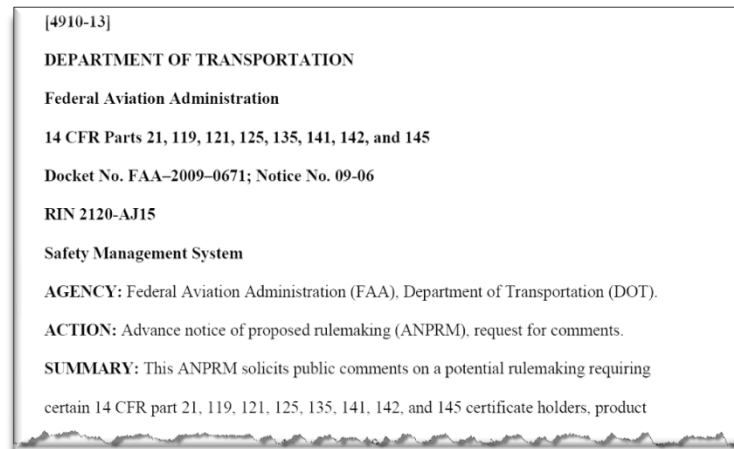 [4910-13]
DEPARTMENT OF TRANSPORTATION
Federal Aviation Administration
14 CFR Parts 21, 119, 121, 125, 135, 141, 142, and 145
Docket No. FAA–2009–0671; Notice No. 09-06
RIN 2120-AJ15
Safety Management System
AGENCY: Federal Aviation Administration (FAA), Department of Transportation (DOT).
ACTION: Advance notice of proposed rulemaking (ANPRM), request for comments.
SUMMARY: This ANPRM solicits public comments on a potential rulemaking requiring
certain 14 CFR part 21, 119, 121, 125, 135, 141, 142, and 145 certificate holders, product